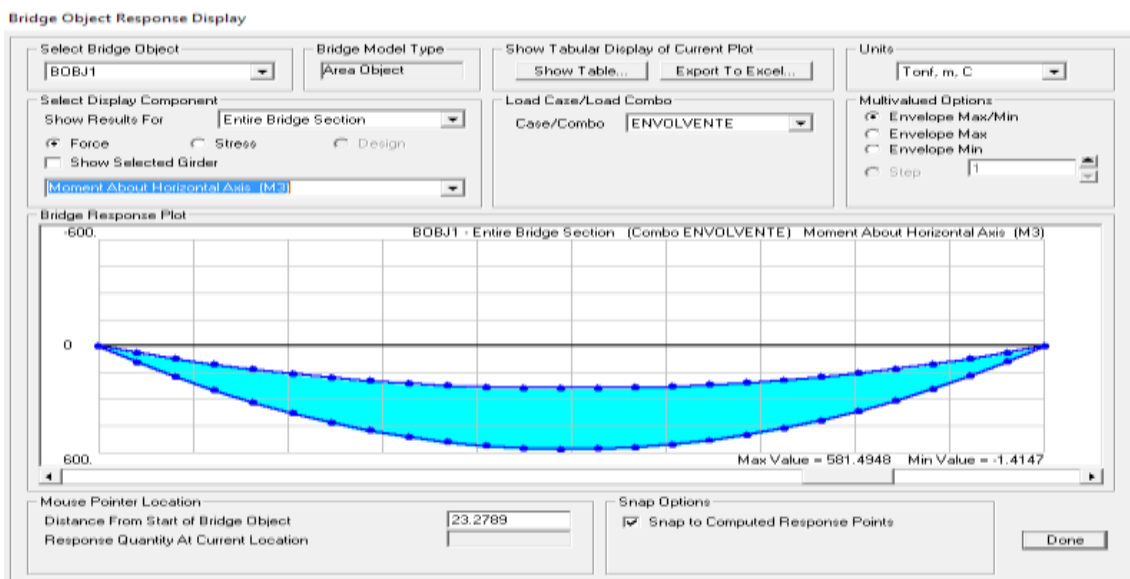 Bridge Object Response Display
Select Bridge Object
BOBJ1
Bridge Model Type
Area Object
Show Tabular Display of Current Plot
Show Table...
Export To Excel...
Units
Tonf, m, C
Select Display Component
Show Results For
Entire Bridge Section
Force
Stress
Design
Show Selected Girder
Moment About Horizontal Axis (M3)
Load Case/Load Combo
Case/Combo
ENVOLVENTE
Multivalued Options
Envelope Max/Min
Envelope Max
Envelope Min
Step
1
Bridge Response Plot
-600.
BOBJ1 - Entire Bridge Section (Combo ENVOLVENTE) Moment About Horizontal Axis (M3)
0
600.
Max Value = 581.4948 Min Value = -1.4147
Mouse Pointer Location
Distance From Start of Bridge Object
23.2789
Response Quantity At Current Location
Snap Options
Snap to Computed Response Points
Done